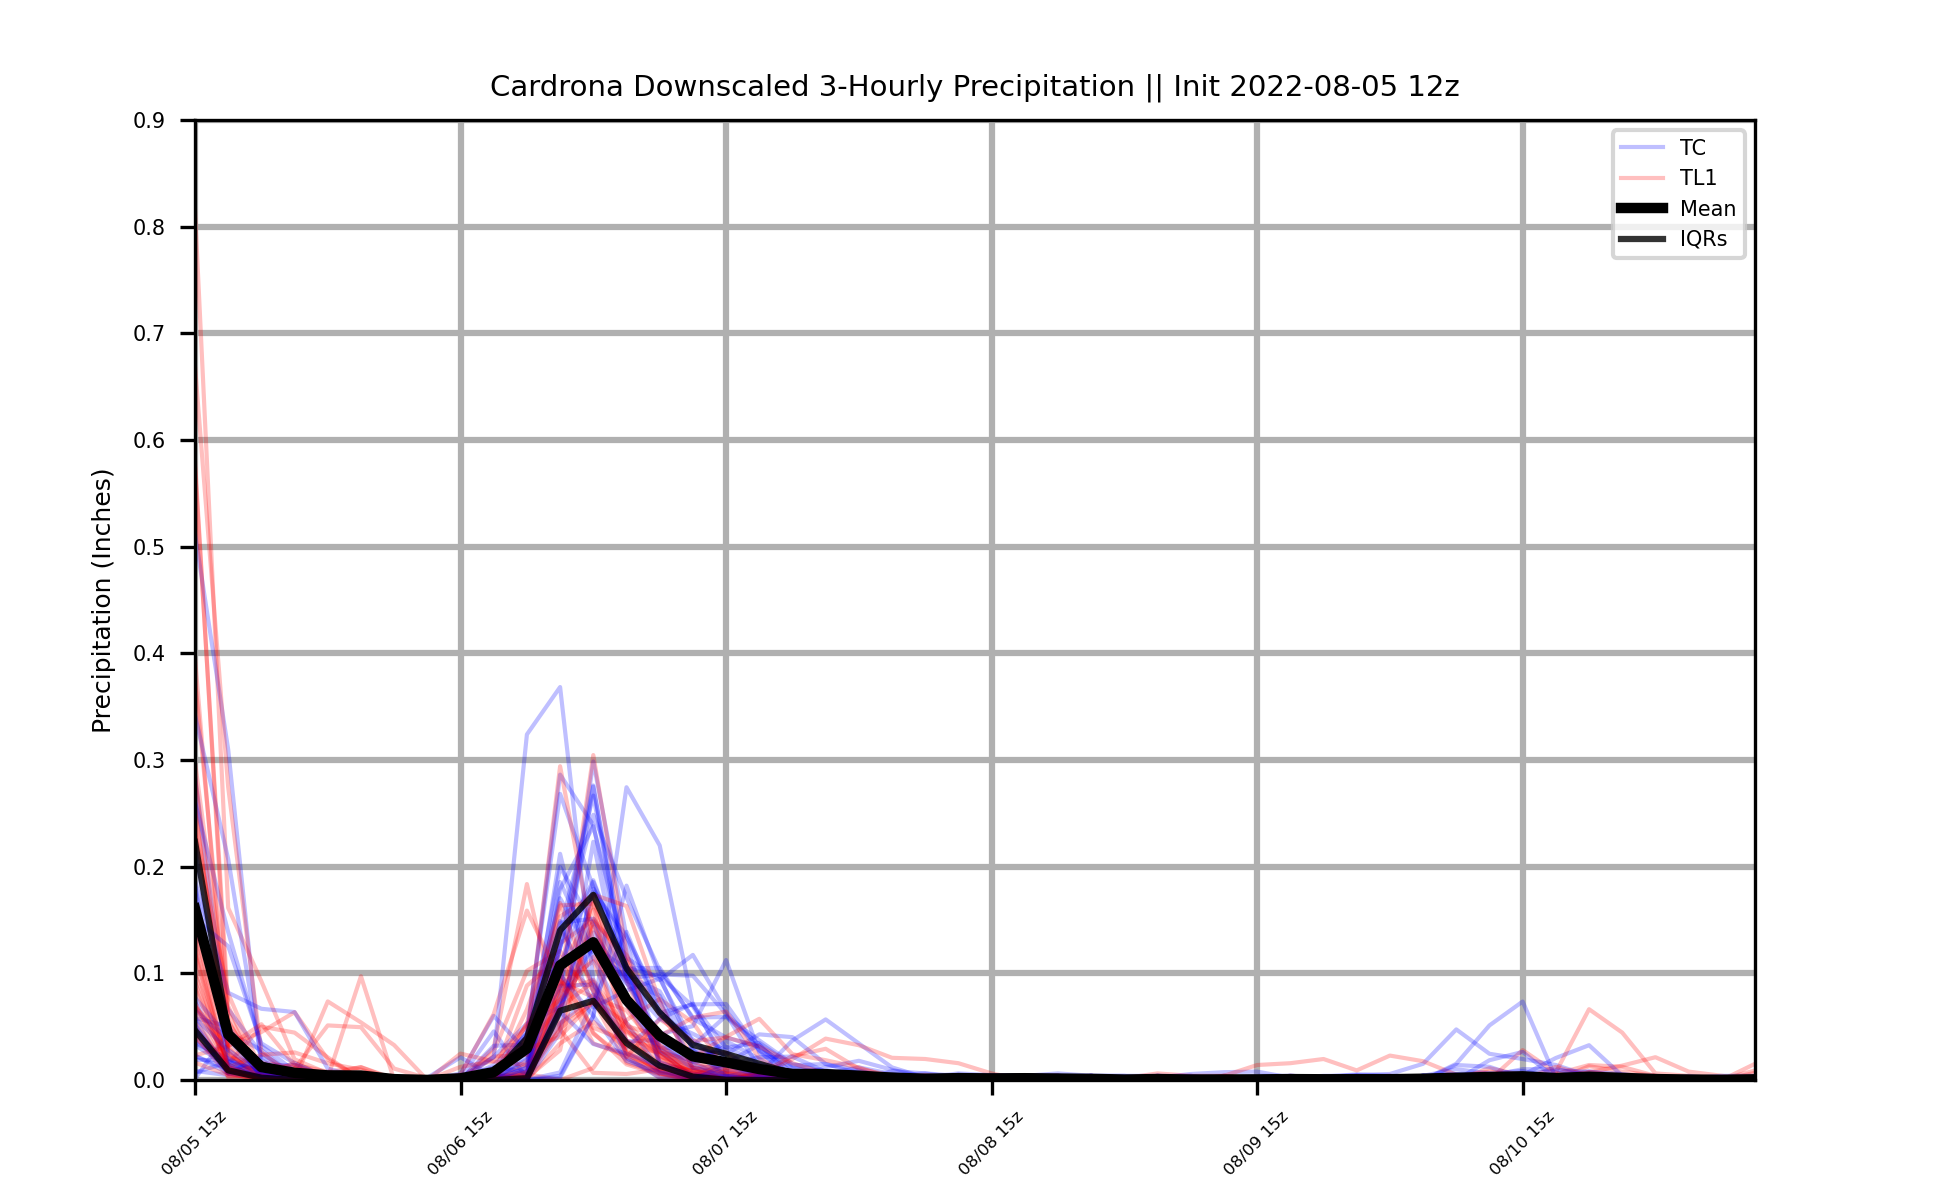 Cardrona Downscaled 3-Hourly Precipitation || Init 2022-08-05 12z
TC
TL1
Mean
IQRs
Precipitation (Inches)
0.9
0.8
0.7
0.6
0.5
0.4
0.3
0.2
0.1
0.0
08/05 15z
08/06 15z
08/07 15z
08/08 15z
08/09 15z
08/10 15z